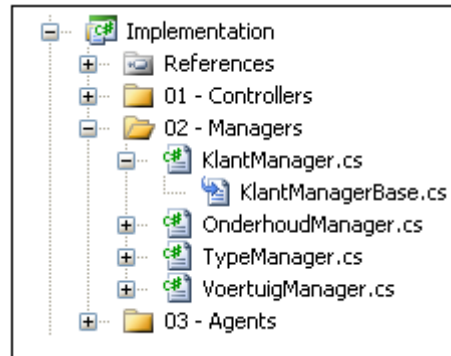 Implementation
References
01 - Controllers
02 - Managers
KlantManager.cs
KlantManagerBase.cs
OnderhoudManager.cs
TypeManager.cs
VoertuigManager.cs
03 - Agents